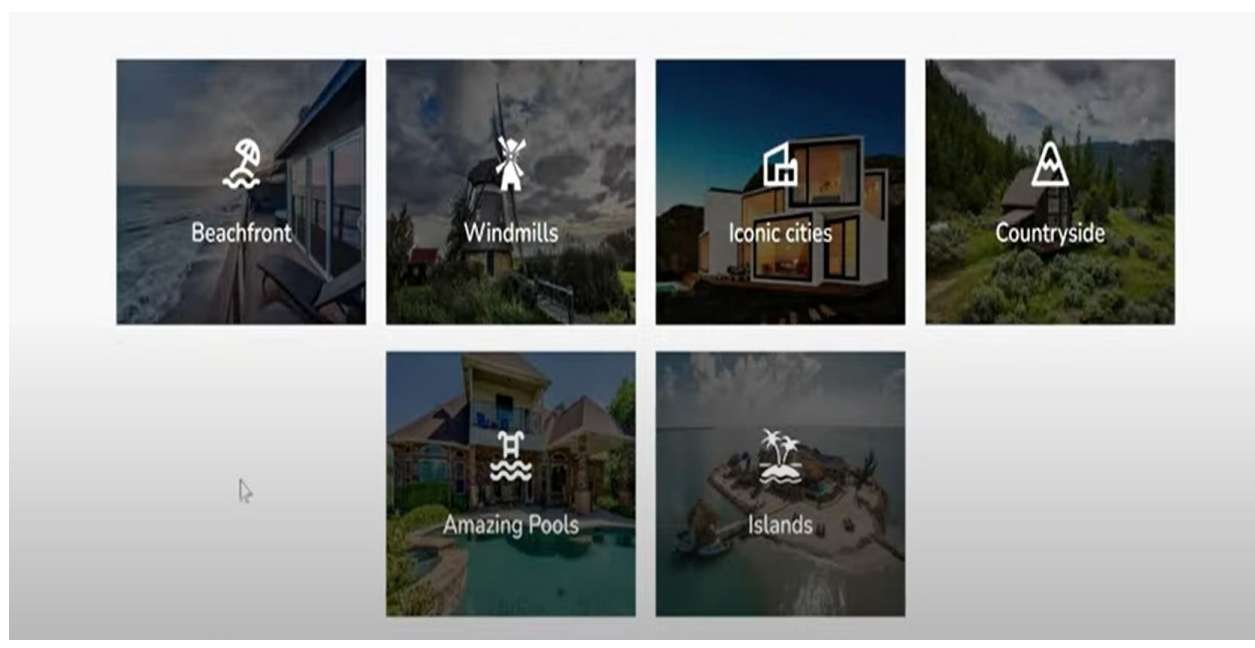 Beachfront
Windmills
Iconic cities
Countryside
Amazing Pools
Islands